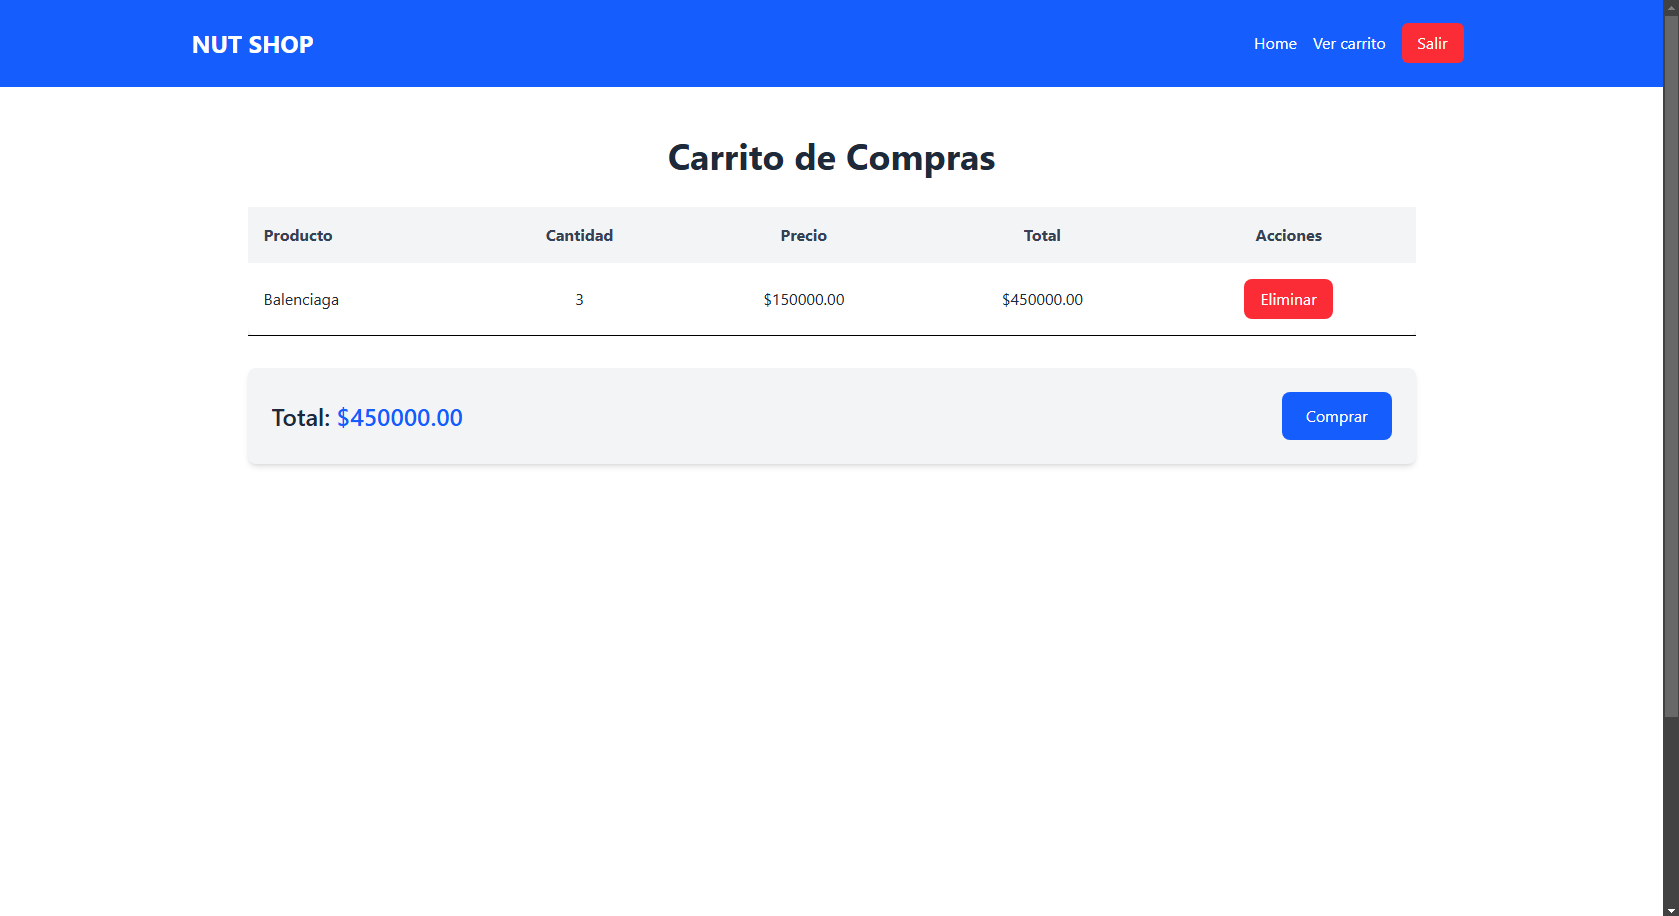 NUT SHOP Home Ver carrito Salir
Carrito de Compras
Producto Cantidad Precio Total Acciones
Balenciaga 3 $150000.00 $450000.00 Eliminar
Total: $450000.00 Comprar